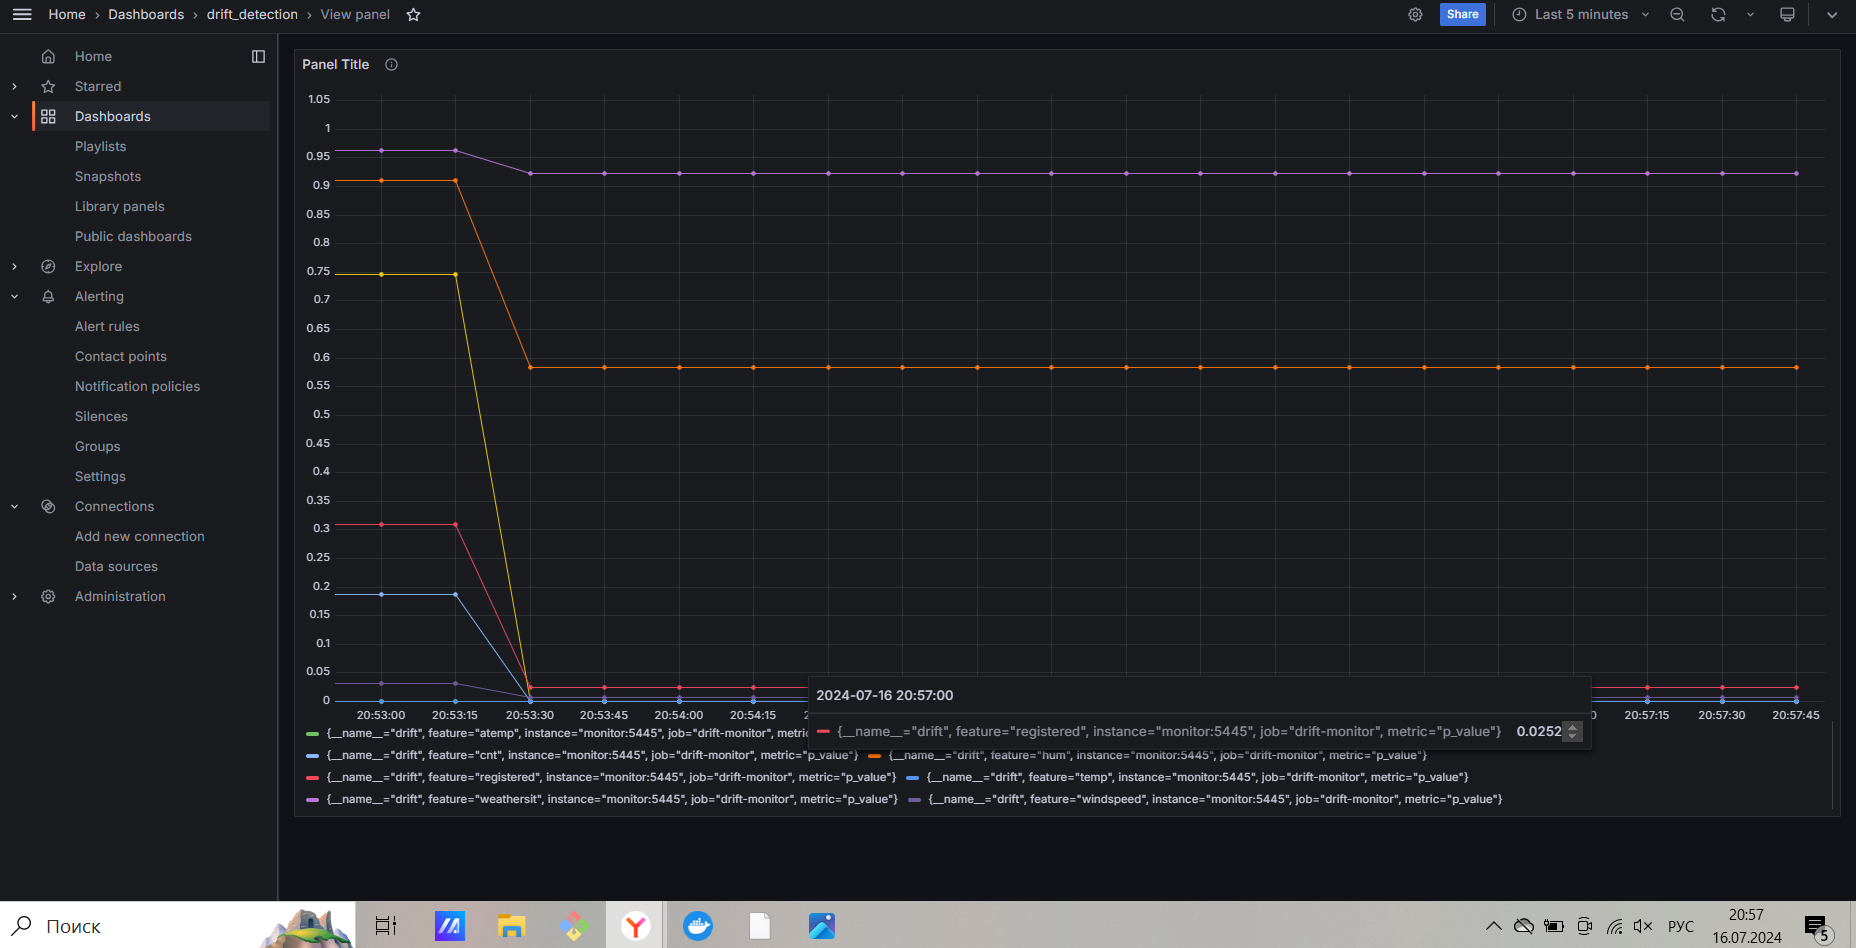 Home › Dashboards › drift_detection › View panel
Share
Last 5 minutes
Home
Starred
Dashboards
Playlists
Snapshots
Library panels
Public dashboards
Explore
Alerting
Alert rules
Contact points
Notification policies
Silences
Groups
Settings
Connections
Add new connection
Data sources
Administration
Panel Title
1.05
1
0.95
0.9
0.85
0.8
0.75
0.7
0.65
0.6
0.55
0.5
0.45
0.4
0.35
0.3
0.25
0.2
0.15
0.1
0.05
0
20:53:00 20:53:15 20:53:30 20:53:45 20:54:00 20:54:15 20:57:15 20:57:30 20:57:45
2024-07-16 20:57:00
{__name__="drift", feature="registered", instance="monitor:5445", job="drift-monitor", metric="p_value"} 0.0252
{__name__="drift", feature="atemp", instance="monitor:5445", job="drift-monitor", metric
{__name__="drift", feature="cnt", instance="monitor:5445", job="drift-monitor", metric="p_value"} {__name__="drift", feature="hum", instance="monitor:5445", job="drift-monitor", metric="p_value"}
{__name__="drift", feature="registered", instance="monitor:5445", job="drift-monitor", metric="p_value"} {__name__="drift", feature="temp", instance="monitor:5445", job="drift-monitor", metric="p_value"}
{__name__="drift", feature="weathersit", instance="monitor:5445", job="drift-monitor", metric="p_value"} {__name__="drift", feature="windspeed", instance="monitor:5445", job="drift-monitor", metric="p_value"}
Поиск
РУС
20:57
16.07.2024
5